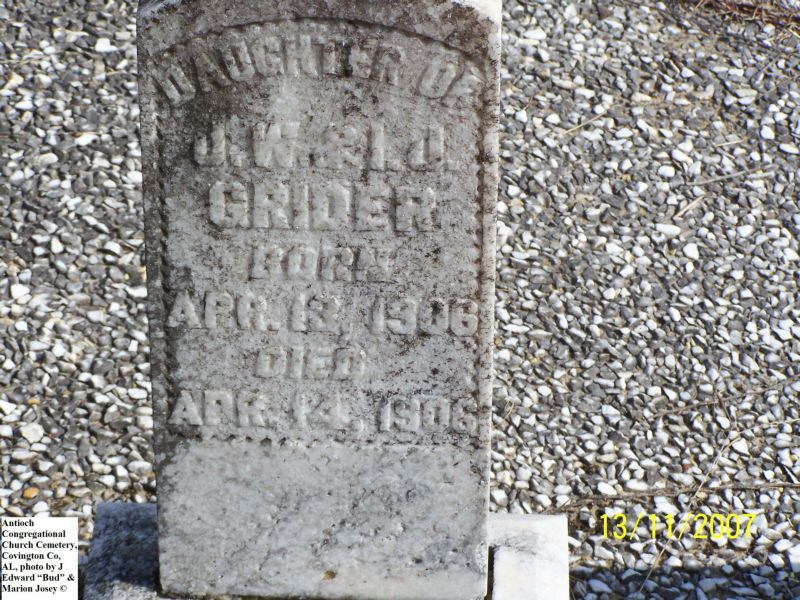 DAUGHTER OF
J.W. & I.J.
GRIDER
BORN
APR. 13, 1906
DIED
APR. 14, 1906
Antioch
Congregational
Church Cemetery,
Covington Co,
AL, photo by J
Edward “Bud” &
Marion Josey ©
13/11/2007